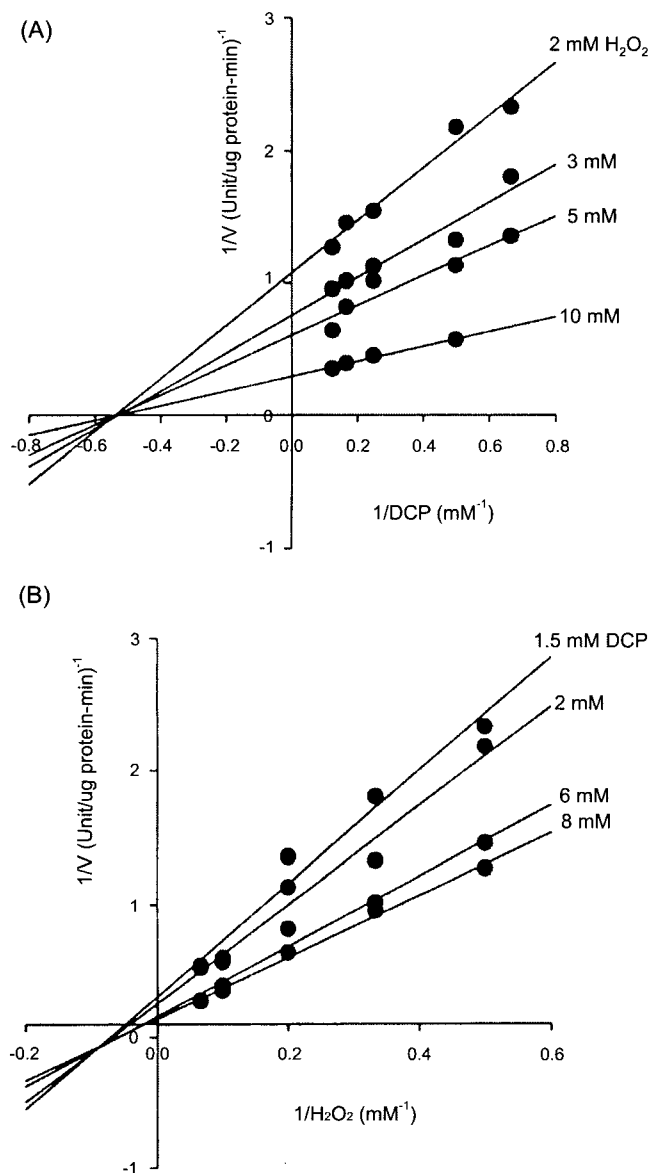 (A)
3
2 mM H₂O₂
2
3 mM
1/V (Unit/ug protein-min)⁻¹
5 mM
1
10 mM
0
-0.8 -0.6 -0.4 -0.2 0.0 0.2 0.4 0.6 0.8
1/DCP (mM⁻¹)
-1
(B)
3
1.5 mM DCP
2 mM
2
1/V (Unit/ug protein-min)⁻¹
6 mM
8 mM
1
0
-0.2 0.0 0.2 0.4 0.6
1/H₂O₂ (mM⁻¹)
-1